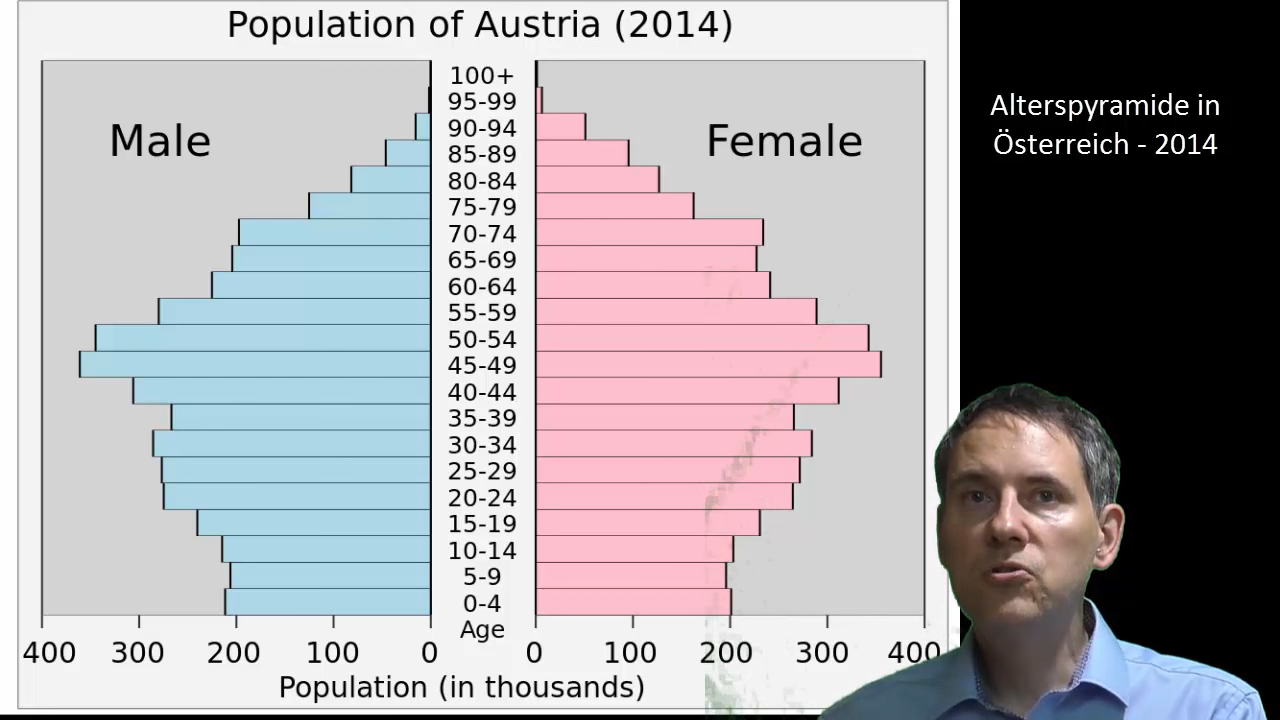 Population of Austria (2014)
Male
Female
100+
95-99
90-94
85-89
80-84
75-79
70-74
65-69
60-64
55-59
50-54
45-49
40-44
35-39
30-34
25-29
20-24
15-19
10-14
5-9
0-4
Age
400 300 200 100 0 0 100 200 300 400
Population (in thousands)
Alterspyramide in
Österreich - 2014